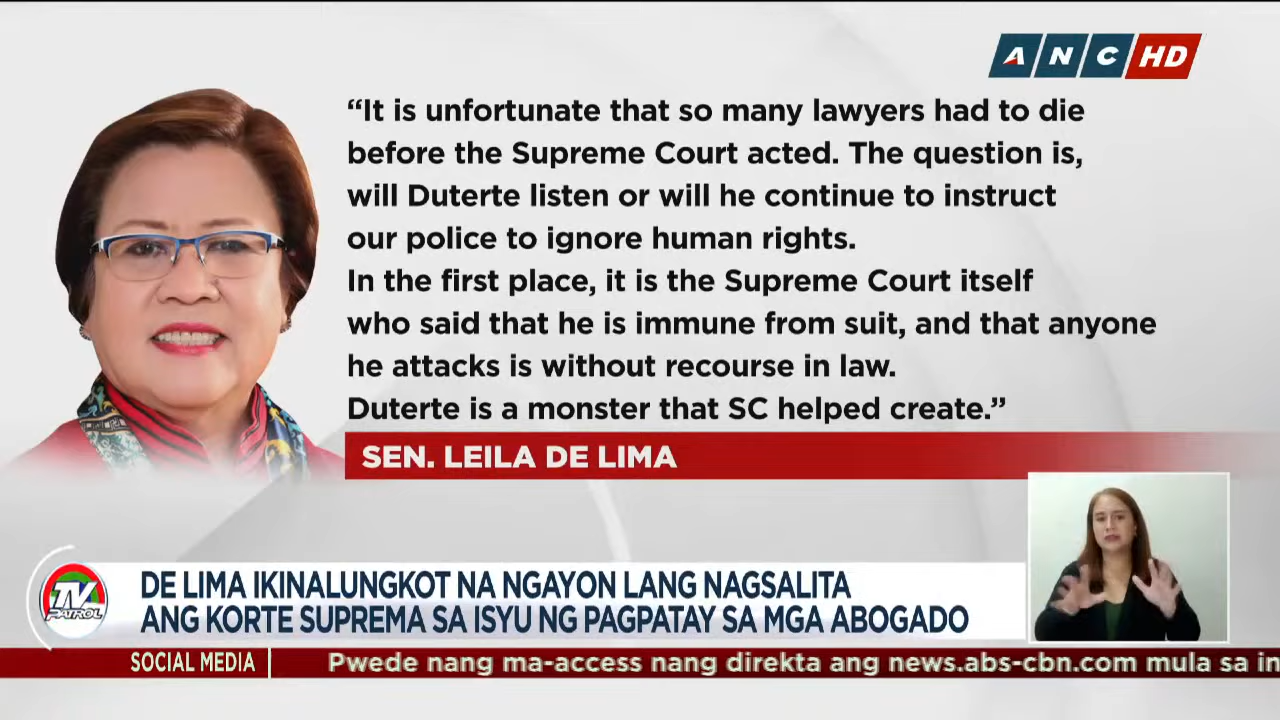 ANC HD
“It is unfortunate that so many lawyers had to die
before the Supreme Court acted. The question is,
will Duterte listen or will he continue to instruct
our police to ignore human rights.
In the first place, it is the Supreme Court itself
who said that he is immune from suit, and that anyone
he attacks is without recourse in law.
Duterte is a monster that SC helped create.”
SEN. LEILA DE LIMA
TV PATROL
DE LIMA IKINALUNGKOT NA NGAYON LANG NAGSALITA
ANG KORTE SUPREMA SA ISYU NG PAGPATAY SA MGA ABOGADO
SOCIAL MEDIA
Pwede nang ma-access nang direkta ang news.abs-cbn.com mula sa in